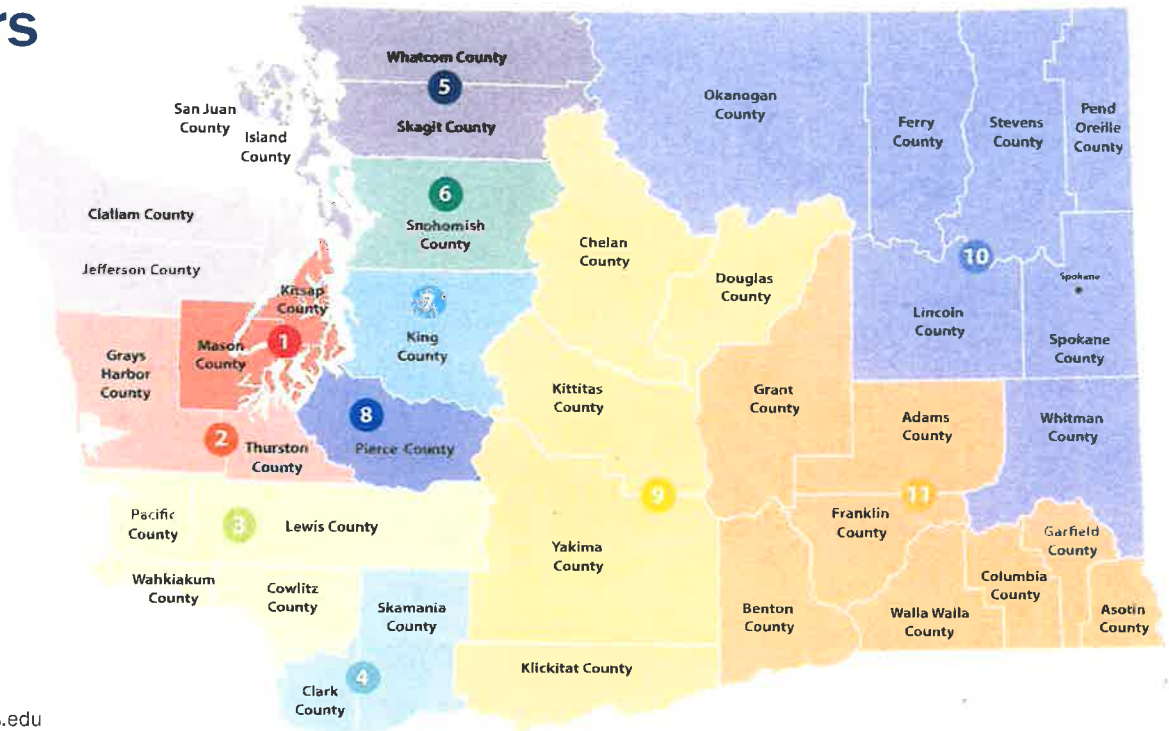 rs
Whatcom County
5
Skagit County
San Juan
County
Island
County
Okanogan
County
Ferry
County
Stevens
County
Pend
Oreille
County
6
Snohomish
County
Clallam County
Jefferson County
Chelan
County
Douglas
County
10
Spokane
Kitsap
County
7
King
County
Lincoln
County
Spokane
County
Mason
County
1
Grays
Harbor
County
Kittitas
County
Grant
County
Adams
County
Whitman
County
8
Pierce County
2
Thurston
County
9
11
Pacific
County
3
Lewis County
Franklin
County
Garfield
County
Yakima
County
Wahkiakum
County
Cowlitz
County
Skamania
County
Columbia
County
Benton
County
Walla Walla
County
Asotin
County
Klickitat County
4
Clark
County
.edu